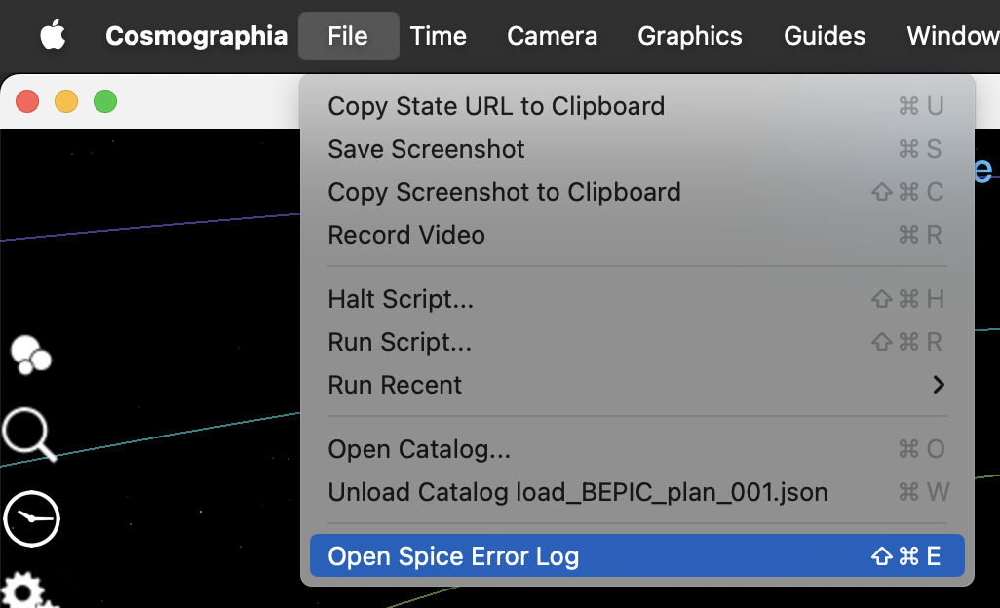 Cosmographia File Time Camera Graphics Guides Window
Copy State URL to Clipboard ⌘ U
Save Screenshot ⌘ S
Copy Screenshot to Clipboard ⇧ ⌘ C
Record Video ⌘ R
Halt Script... ⇧ ⌘ H
Run Script... ⇧ ⌘ R
Run Recent
Open Catalog... ⌘ O
Unload Catalog load_BEPIC_plan_001.json ⌘ W
Open Spice Error Log ⇧ ⌘ E